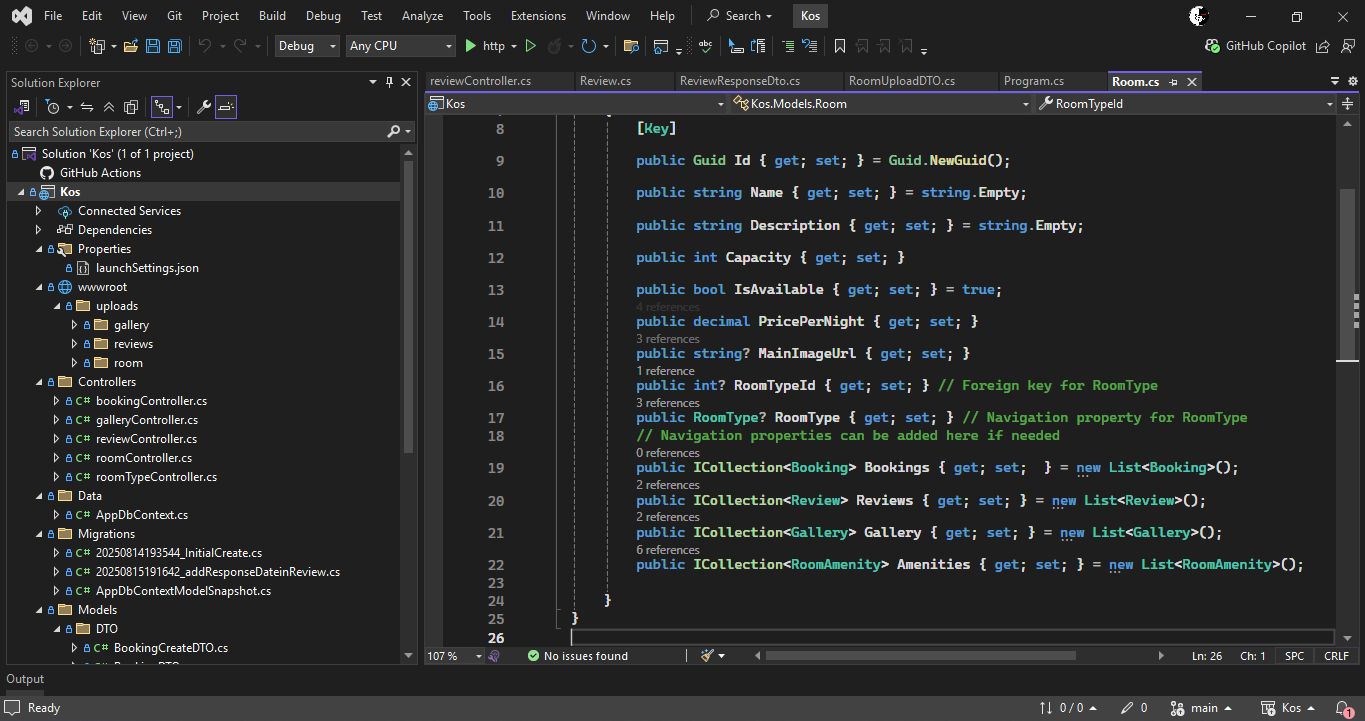 File Edit View Git Project Build Debug Test Analyze Tools Extensions Window Help Search Kos
Debug Any CPU http GitHub Copilot
Solution Explorer
Search Solution Explorer (Ctrl+;)
Solution 'Kos' (1 of 1 project)
GitHub Actions
Kos
Connected Services
Dependencies
Properties
launchSettings.json
wwwroot
uploads
gallery
reviews
room
Controllers
C# bookingController.cs
C# galleryController.cs
C# reviewController.cs
C# roomController.cs
C# roomTypeController.cs
Data
C# AppDbContext.cs
Migrations
C# 20250814193544_InitialCreate.cs
C# 20250815191642_addResponseDateinReview.cs
C# AppDbContextModelSnapshot.cs
Models
DTO
C# BookingCreateDTO.cs
reviewController.cs Review.cs ReviewResponseDto.cs RoomUploadDTO.cs Program.cs Room.cs
Kos Kos.Models.Room RoomTypeId
8 [Key]
9 public Guid Id { get; set; } = Guid.NewGuid();
10 public string Name { get; set; } = string.Empty;
11 public string Description { get; set; } = string.Empty;
12 public int Capacity { get; set; }
13 public bool IsAvailable { get; set; } = true;
4 references
14 public decimal PricePerNight { get; set; }
3 references
15 public string? MainImageUrl { get; set; }
1 reference
16 public int? RoomTypeId { get; set; } // Foreign key for RoomType
3 references
17 public RoomType? RoomType { get; set; } // Navigation property for RoomType
18 // Navigation properties can be added here if needed
0 references
19 public ICollection<Booking> Bookings { get; set;  } = new List<Booking>();
2 references
20 public ICollection<Review> Reviews { get; set; } = new List<Review>();
2 references
21 public ICollection<Gallery> Gallery { get; set; } = new List<Gallery>();
6 references
22 public ICollection<RoomAmenity> Amenities { get; set; } = new List<RoomAmenity>();
23
24 }
25 }
26
107 % No issues found Ln: 26 Ch: 1 SPC CRLF
Output
Ready 0 / 0 0 main Kos 1